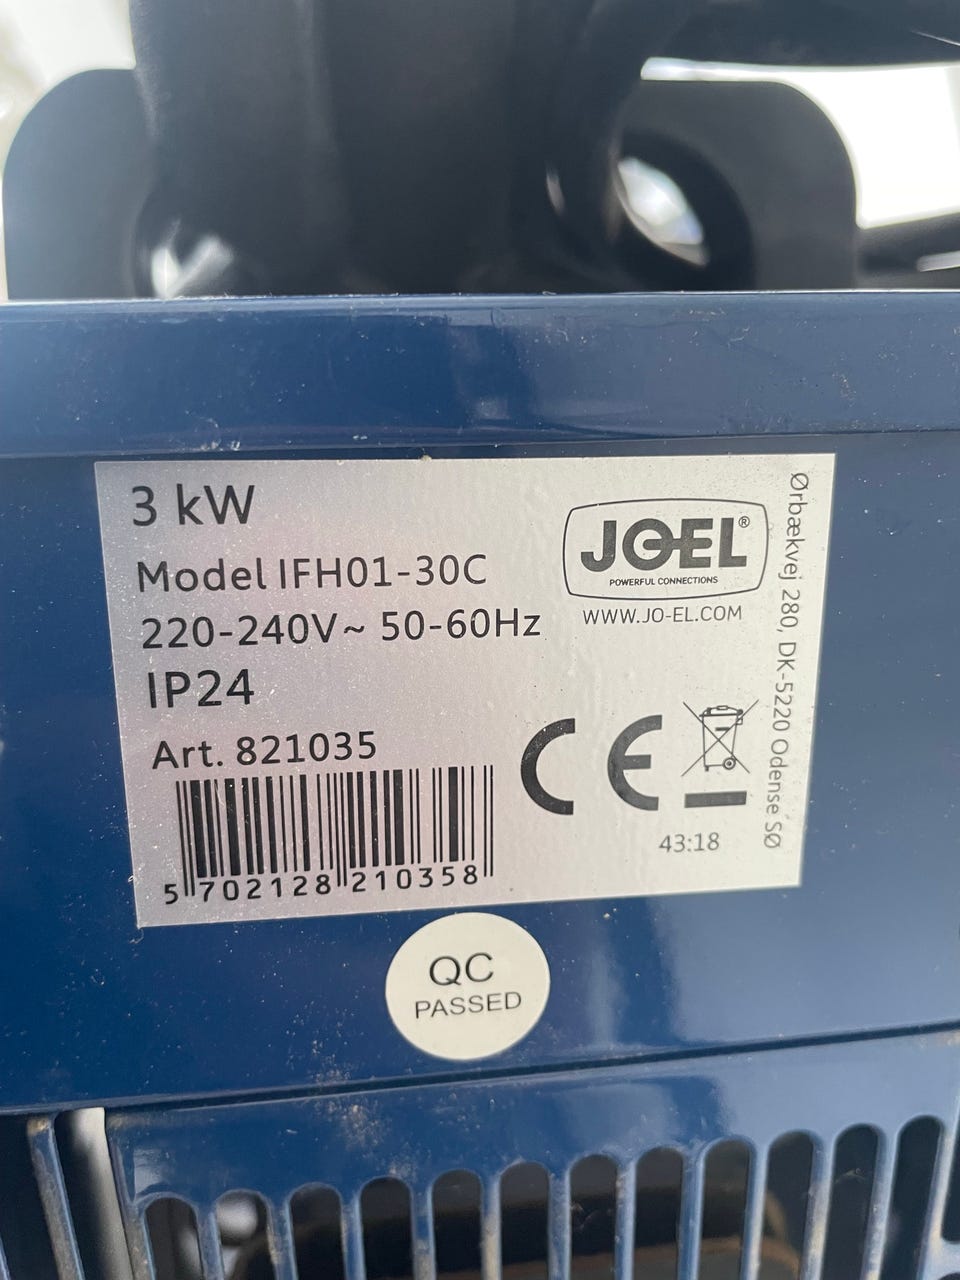 3 kW
Model IFH01-30C
220-240V~ 50-60Hz
IP24
Art. 821035
5 702128 210358
JOEL®
POWERFUL CONNECTIONS
WWW.JO-EL.COM
CE
43:18
Ørbækvej 280, DK-5220 Odense SØ
QC
PASSED